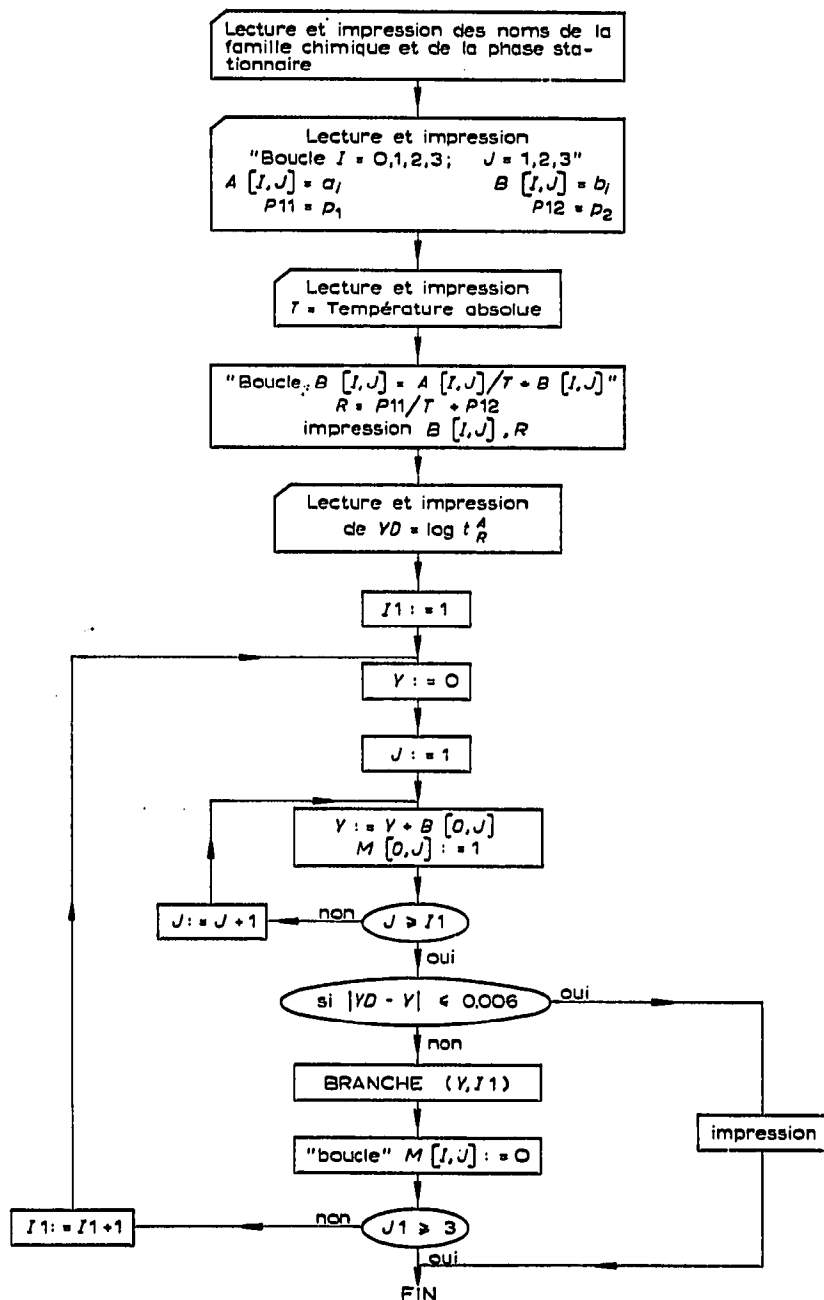 Lecture et impression des noms de la
famille chimique et de la phase sta-
tionnaire
Lecture et impression
"Boucle I = 0,1,2,3; J = 1,2,3"
A [I,J] = a_i B [I,J] = b_i
P11 = p_1 P12 = p_2
Lecture et impression
T = Température absolue
"Boucle: B [I,J] = A [I,J]/T + B [I,J]"
R = P11/T + P12
impression B [I,J], R
Lecture et impression
de YD = log t_R^A
I1 : = 1
Y : = 0
J : = 1
Y : = Y + B [0,J]
M [0,J] : = 1
J : = J + 1
non
J ⩾ I1
oui
si |YD - Y| ⩽ 0,006
oui
non
BRANCHE (Y,I1)
impression
"boucle" M [I,J] : = 0
I1 : = I1 + 1
non
J1 ⩾ 3
oui
FIN